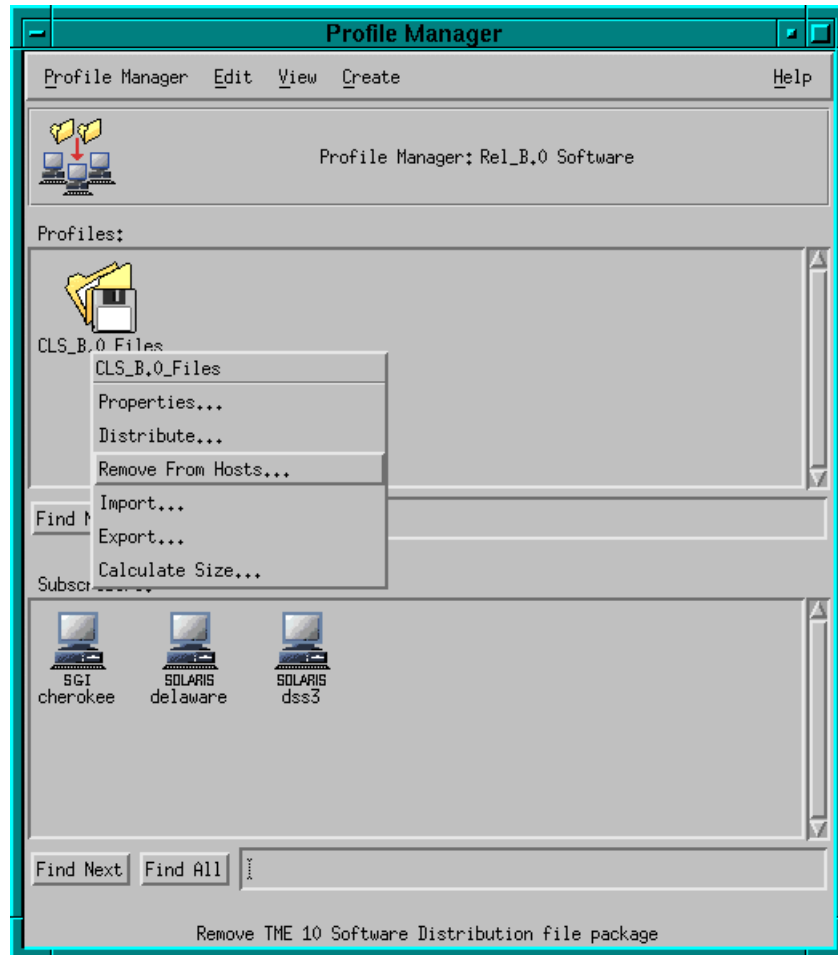 Profile Manager
Profile Manager Edit View Create Help
Profile Manager: Rel_B.0 Software
Profiles:
CLS_B.0_Files
CLS_B.0_Files
Properties...
Distribute...
Remove From Hosts...
Import...
Export...
Calculate Size...
Find
SGI
cherokee
SOLARIS
delaware
SOLARIS
dss3
Find Next Find All
Remove TME 10 Software Distribution file package